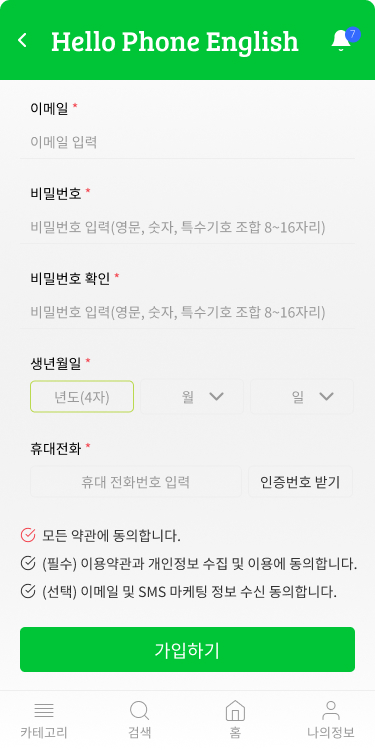 Hello Phone English
7
이메일 *
이메일 입력
비밀번호 *
비밀번호 입력(영문, 숫자, 특수기호 조합 8~16자리)
비밀번호 확인 *
비밀번호 입력(영문, 숫자, 특수기호 조합 8~16자리)
생년월일 *
년도(4자) 월 일
휴대전화 *
휴대 전화번호 입력 인증번호 받기
모든 약관에 동의합니다.
(필수) 이용약관과 개인정보 수집 및 이용에 동의합니다.
(선택) 이메일 및 SMS 마케팅 정보 수신 동의합니다.
가입하기
카테고리 검색 홈 나의정보